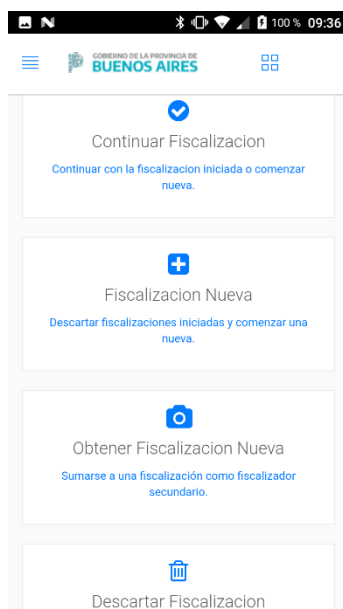 100 % 09:36
GOBIERNO DE LA PROVINCIA DE
BUENOS AIRES
Continuar Fiscalizacion
Continuar con la fiscalizacion iniciada o comenzar
nueva.
Fiscalizacion Nueva
Descartar fiscalizaciones iniciadas y comenzar una
nueva.
Obtener Fiscalizacion Nueva
Sumarse a una fiscalización como fiscalizador
secundario.
Descartar Fiscalizacion